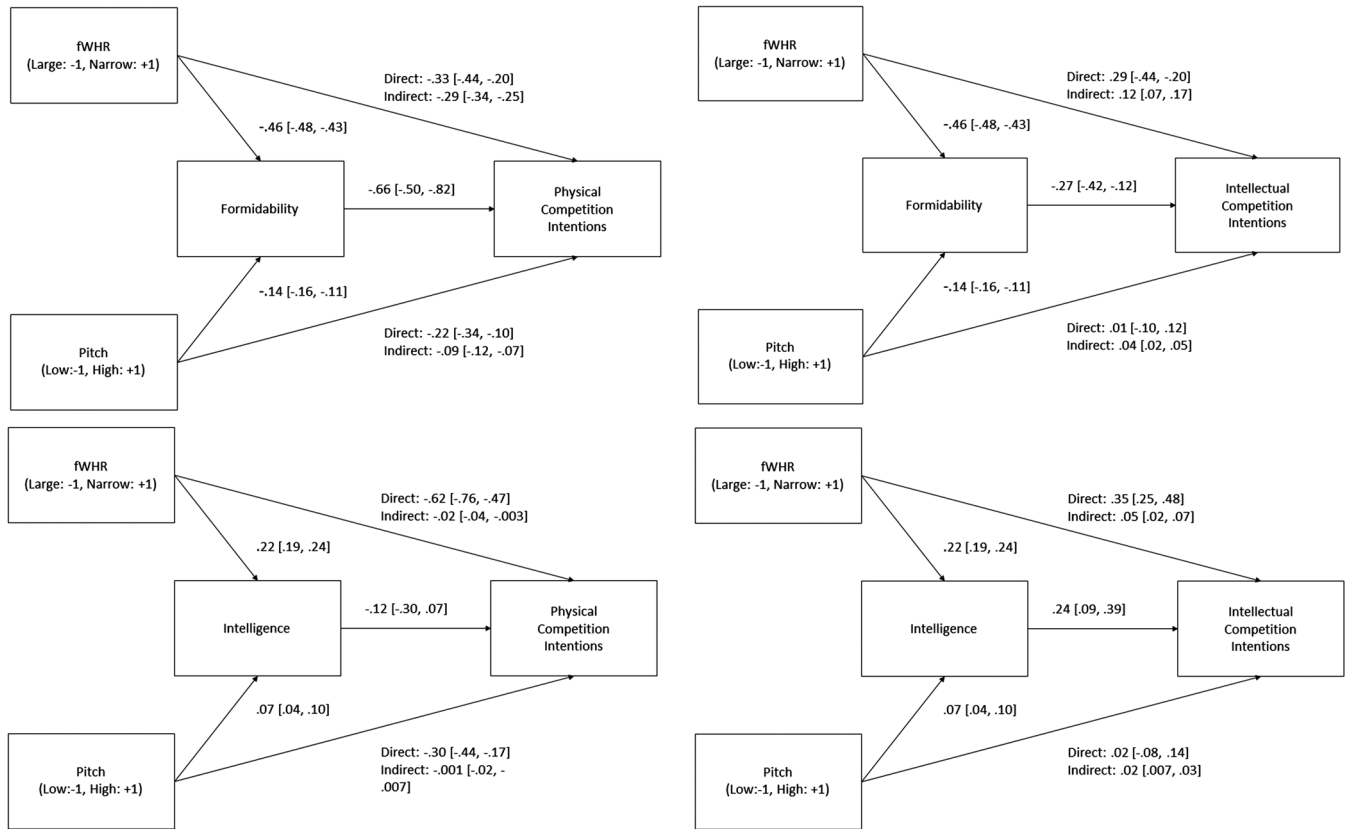 fWHR
(Large: -1, Narrow: +1)
Direct: -.33 [-.44, -.20]
Indirect: -.29 [-.34, -.25]
-.46 [-.48, -.43]
Formidability
-.66 [-.50, -.82]
Physical
Competition
Intentions
-.14 [-.16, -.11]
Pitch
(Low:-1, High: +1)
Direct: -.22 [-.34, -.10]
Indirect: -.09 [-.12, -.07]
fWHR
(Large: -1, Narrow: +1)
Direct: .29 [-.44, -.20]
Indirect: .12 [.07, .17]
-.46 [-.48, -.43]
Formidability
-.27 [-.42, -.12]
Intellectual
Competition
Intentions
-.14 [-.16, -.11]
Pitch
(Low:-1, High: +1)
Direct: .01 [-.10, .12]
Indirect: .04 [.02, .05]
fWHR
(Large: -1, Narrow: +1)
Direct: -.62 [-.76, -.47]
Indirect: -.02 [-.04, -.003]
.22 [.19, .24]
Intelligence
-.12 [-.30, .07]
Physical
Competition
Intentions
.07 [.04, .10]
Pitch
(Low:-1, High: +1)
Direct: -.30 [-.44, -.17]
Indirect: -.001 [-.02, -
.007]
fWHR
(Large: -1, Narrow: +1)
Direct: .35 [.25, .48]
Indirect: .05 [.02, .07]
.22 [.19, .24]
Intelligence
.24 [.09, .39]
Intellectual
Competition
Intentions
.07 [.04, .10]
Pitch
(Low:-1, High: +1)
Direct: .02 [-.08, .14]
Indirect: .02 [.007, .03]